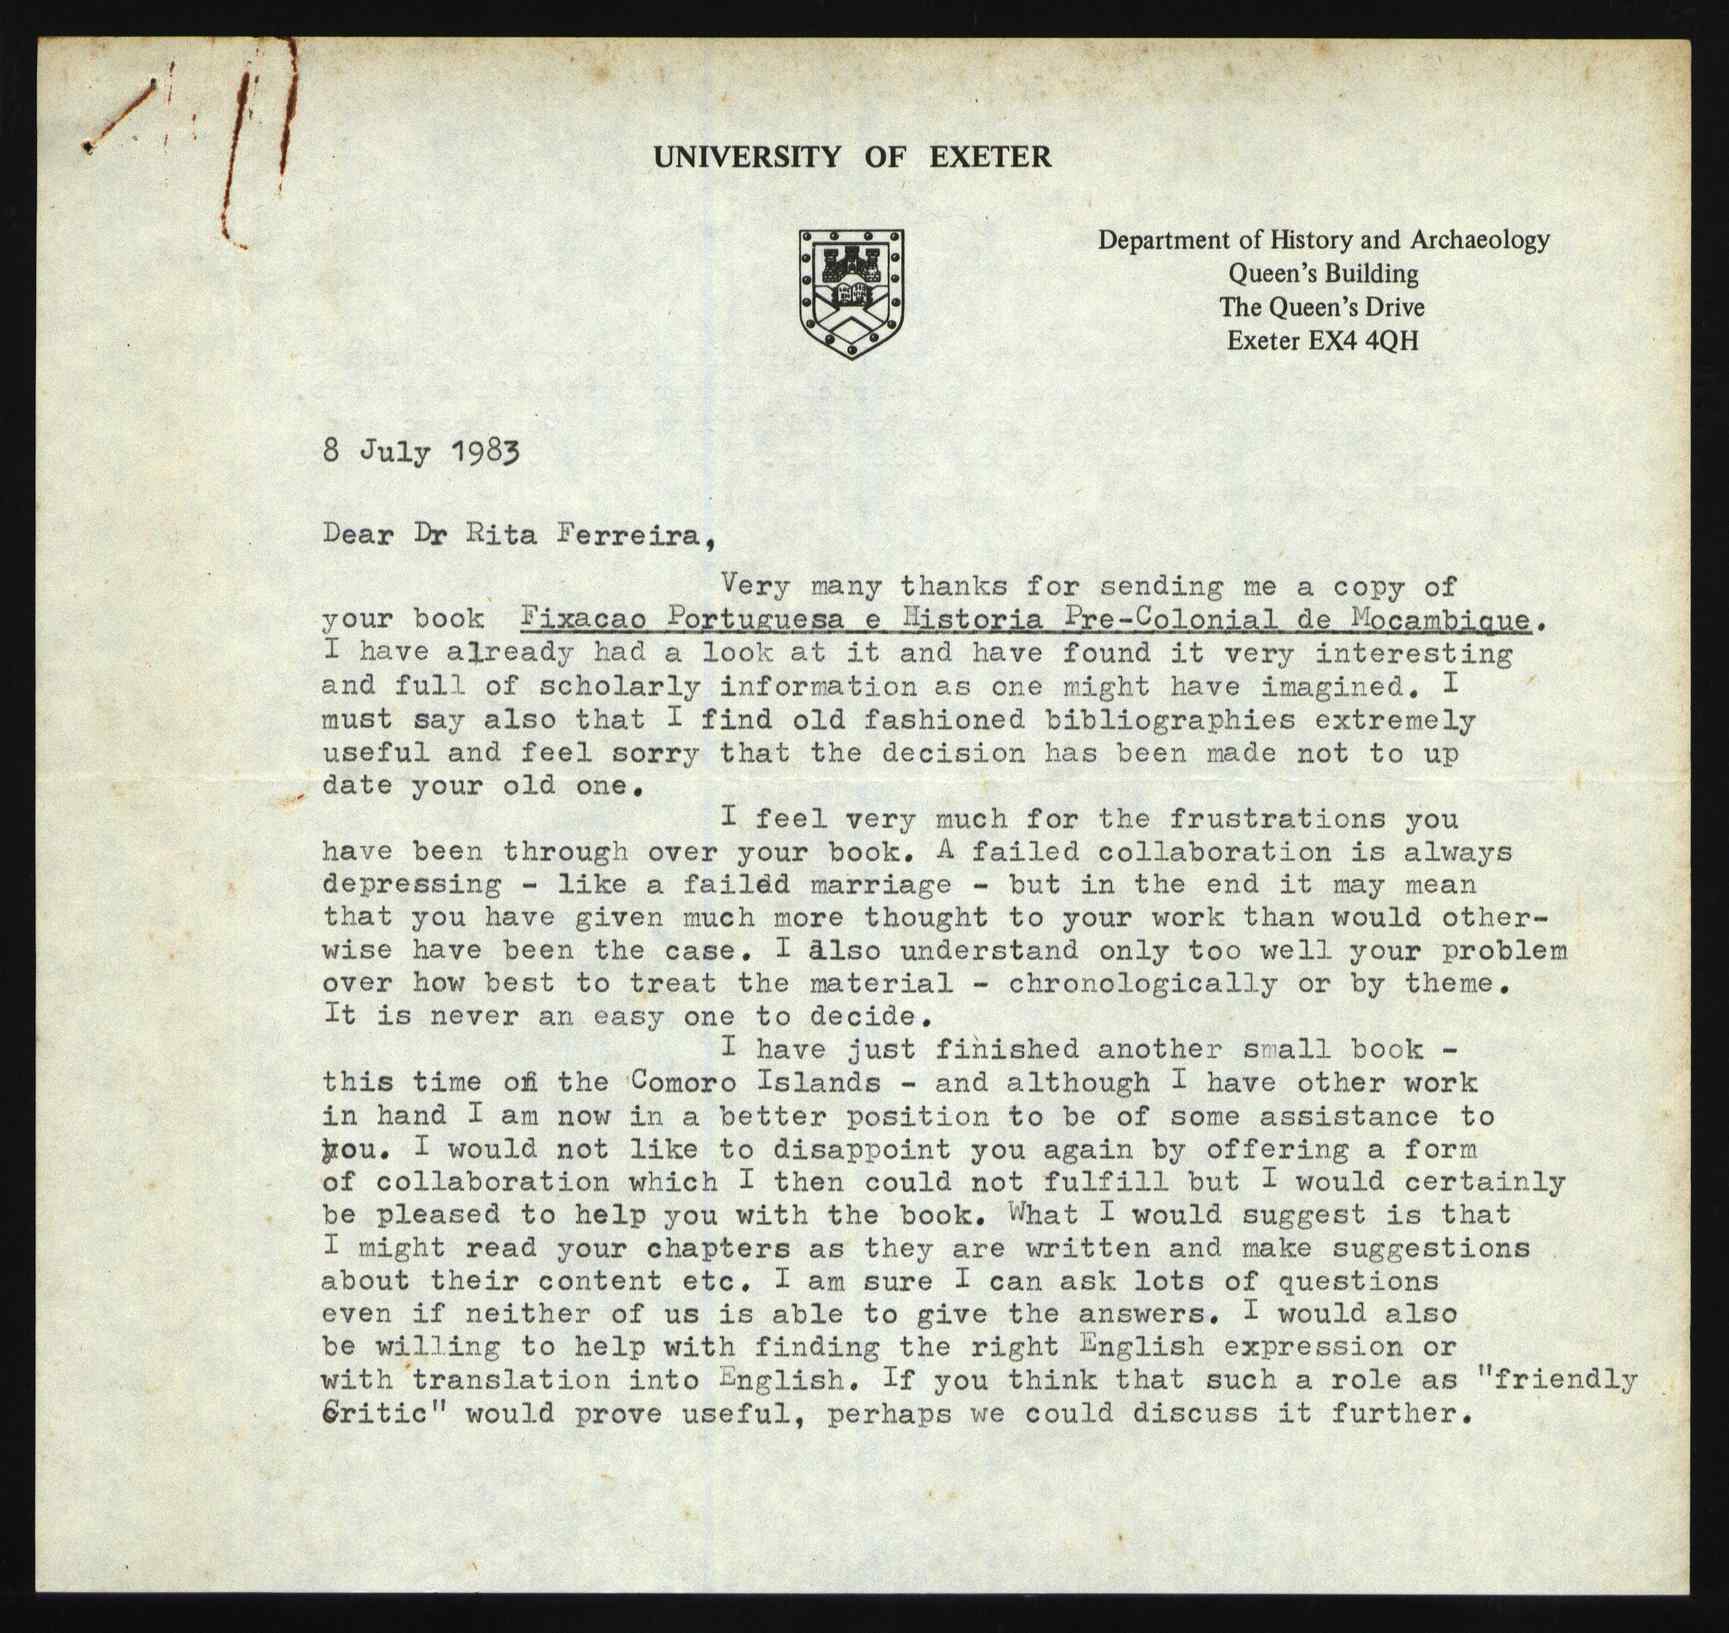 UNIVERSITY OF EXETER
Department of History and Archaeology
Queen's Building
The Queen's Drive
Exeter EX4 4QH
8 July 1983
Dear Dr Rita Ferreira,
Very many thanks for sending me a copy of
your book Fixacao Portuguesa e Historia Pre-Colonial de Mocambique.
I have already had a look at it and have found it very interesting
and full of scholarly information as one might have imagined. I
must say also that I find old fashioned bibliographies extremely
useful and feel sorry that the decision has been made not to up
date your old one.
I feel very much for the frustrations you
have been through over your book. A failed collaboration is always
depressing - like a failed marriage - but in the end it may mean
that you have given much more thought to your work than would other-
wise have been the case. I also understand only too well your problem
over how best to treat the material - chronologically or by theme.
It is never an easy one to decide.
I have just finished another small book -
this time on the Comoro Islands - and although I have other work
in hand I am now in a better position to be of some assistance to
you. I would not like to disappoint you again by offering a form
of collaboration which I then could not fulfill but I would certainly
be pleased to help you with the book. What I would suggest is that
I might read your chapters as they are written and make suggestions
about their content etc. I am sure I can ask lots of questions
even if neither of us is able to give the answers. I would also
be willing to help with finding the right English expression or
with translation into English. If you think that such a role as "friendly
Critic" would prove useful, perhaps we could discuss it further.